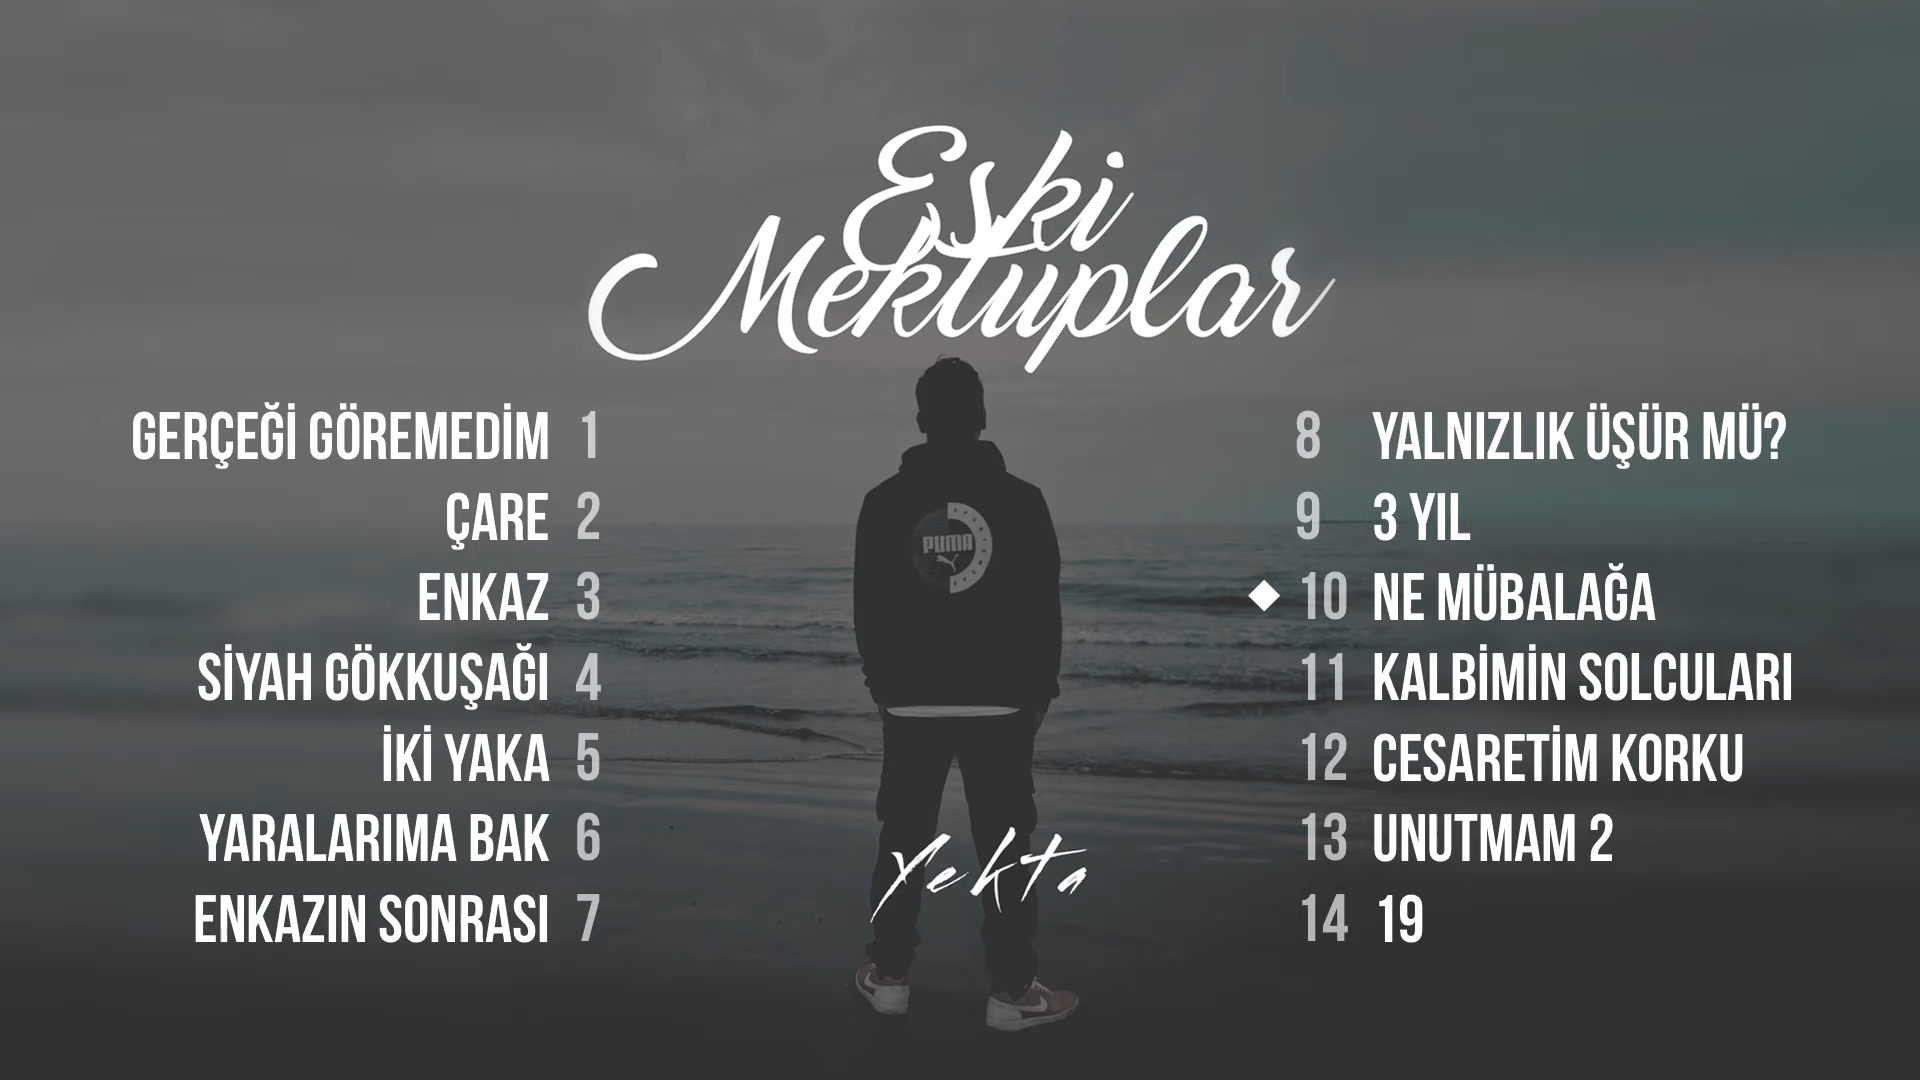 Eski
Mektuplar
GERÇEĞİ GÖREMEDİM 1
ÇARE 2
ENKAZ 3
SİYAH GÖKKUŞAĞI 4
İKİ YAKA 5
YARALARIMA BAK 6
ENKAZIN SONRASI 7
8 YALNIZLIK ÜŞÜR MÜ?
9 3 YIL
10 NE MÜBALAĞA
11 KALBİMİN SOLCULARI
12 CESARETİM KORKU
13 UNUTMAM 2
14 19
PUMA
Yekta